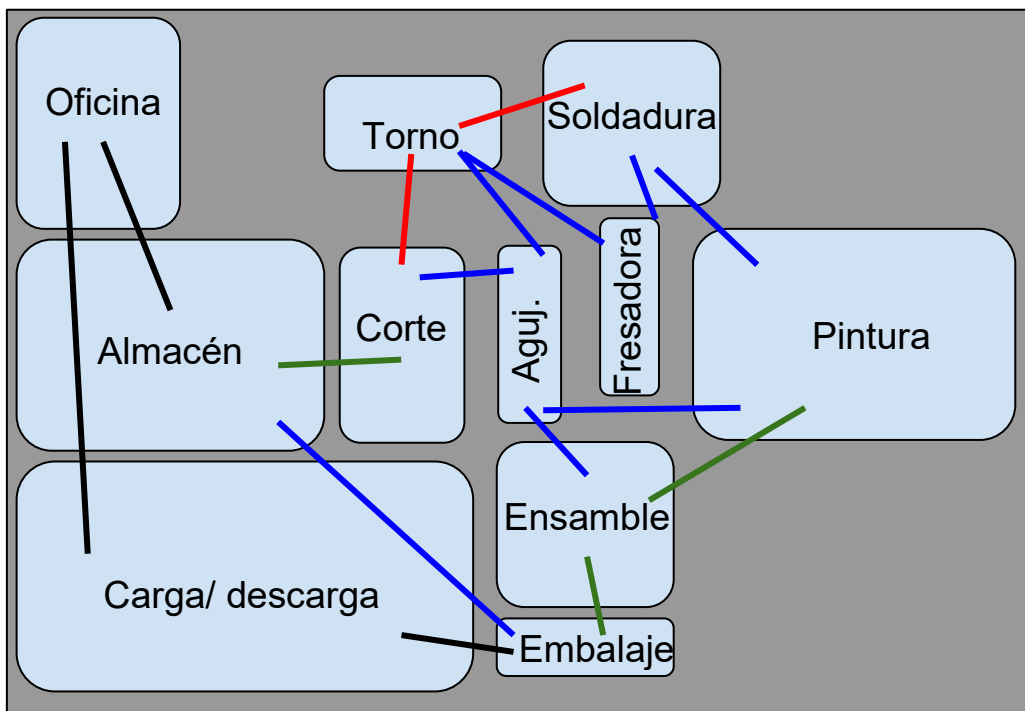 Oficina
Torno
Soldadura
Almacén
Corte
Aguj.
Fresadora
Pintura
Ensamble
Carga/ descarga
Embalaje